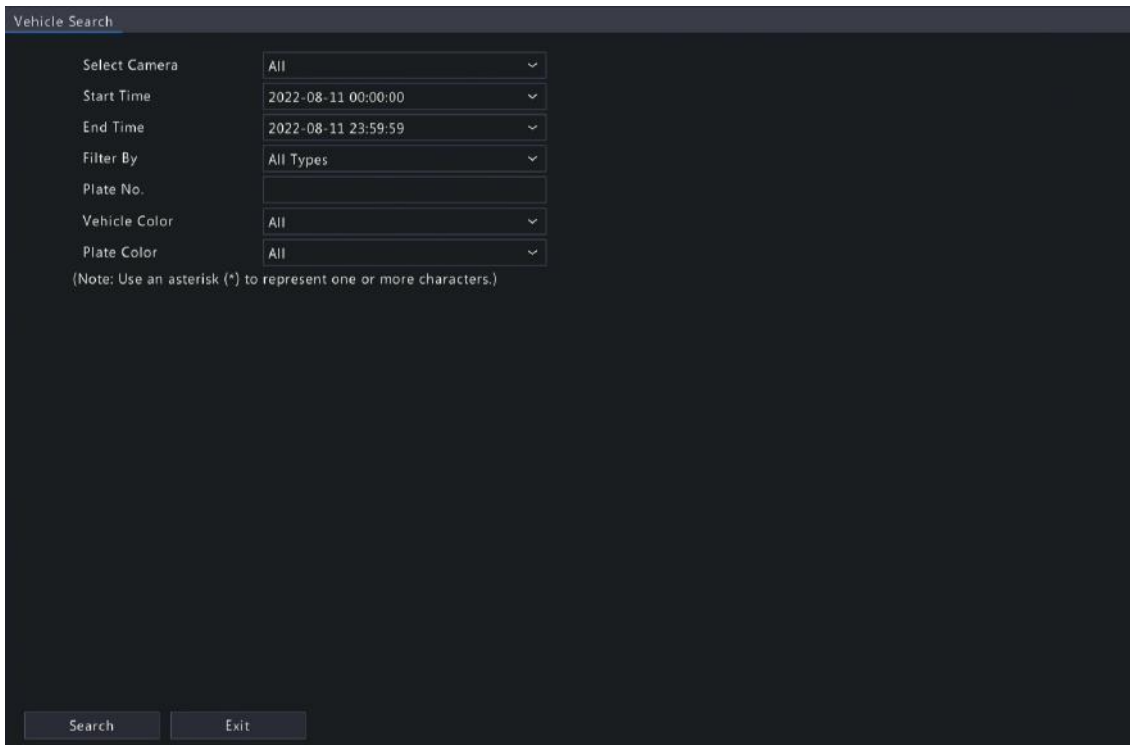 Vehicle Search
Select Camera All
Start Time 2022-08-11 00:00:00
End Time 2022-08-11 23:59:59
Filter By All Types
Plate No.
Vehicle Color All
Plate Color All
(Note: Use an asterisk (*) to represent one or more characters.)
Search Exit